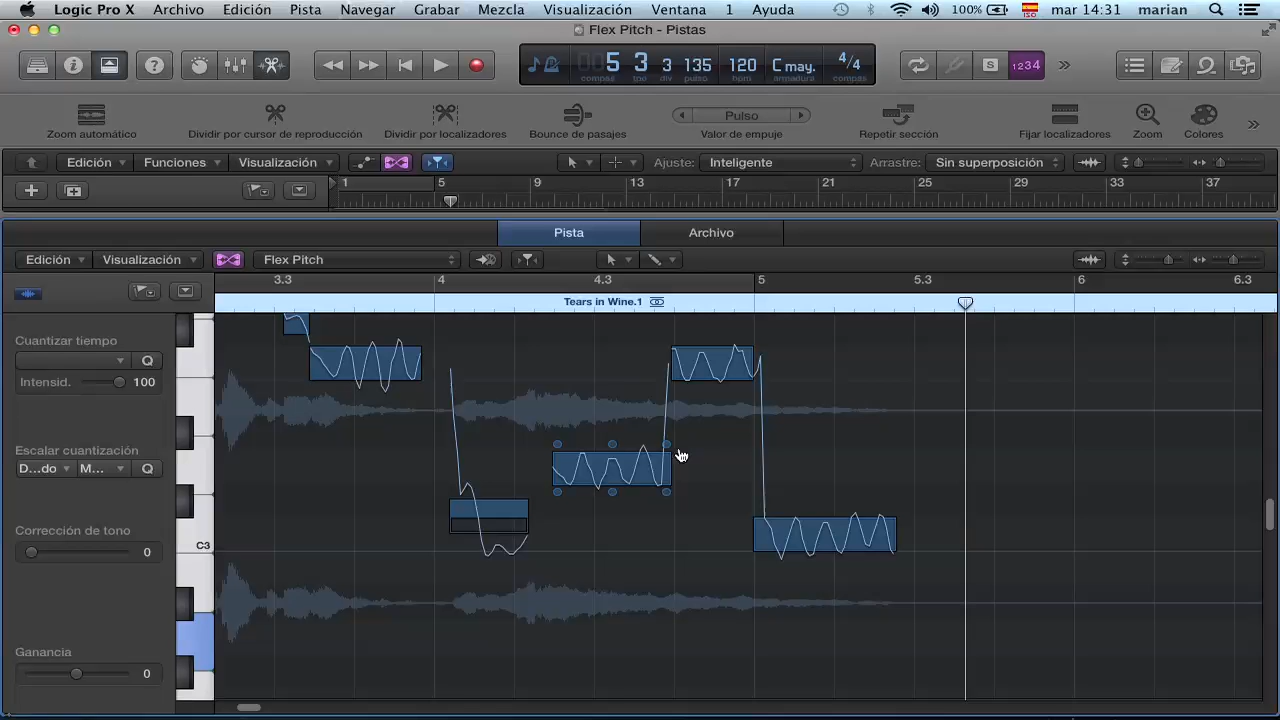 Logic Pro X Archivo Edición Pista Navegar Grabar Mezcla Visualización Ventana 1 Ayuda 100% ISO mar 14:31 marian
Flex Pitch - Pistas
005 3 3 135 120 C may. 4/4
compás tpo div pulso bpm armadura compás
S 1234
Zoom automático Dividir por cursor de reproducción Dividir por localizadores Bounce de pasajes Pulso Valor de empuje Repetir sección Fijar localizadores Zoom Colores
Edición Funciones Visualización Ajuste: Inteligente Arrastre: Sin superposición
1 5 9 13 17 21 25 29 33 37
Pista Archivo
Edición Visualización Flex Pitch
3.3 4 4.3 5 5.3 6 6.3
Tears in Wine.1
Cuantizar tiempo
Q
Intensid. 100
Escalar cuantización
D...do M... Q
Corrección de tono
0
C3
Ganancia
0